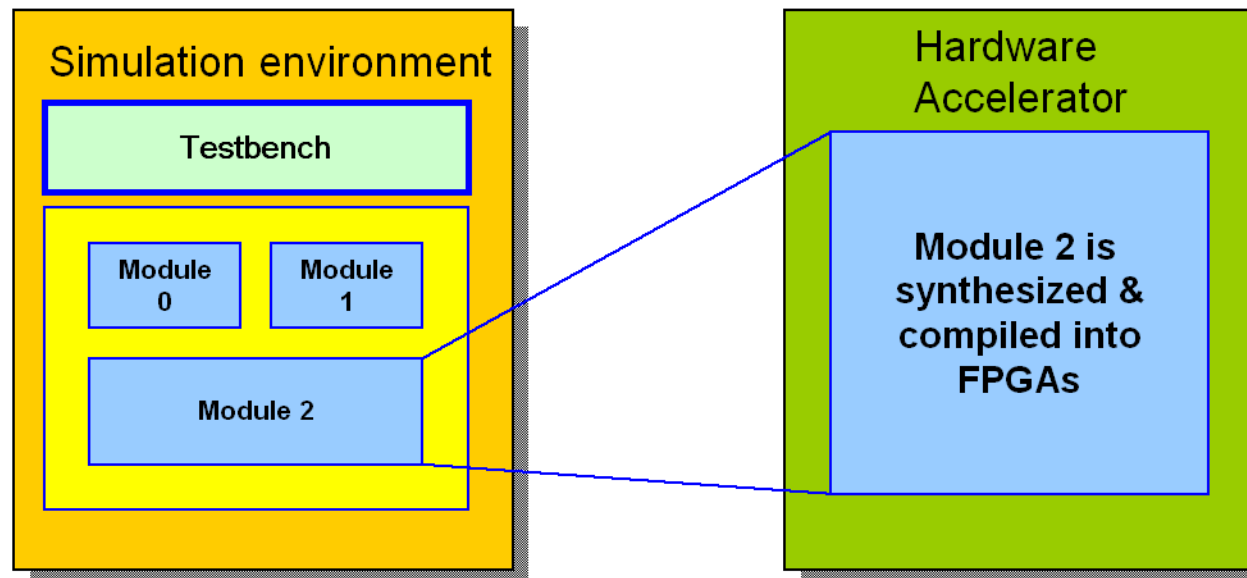 Simulation environment
Testbench
Module
0
Module
1
Module 2
Hardware
Accelerator
Module 2 is
synthesized &
compiled into
FPGAs